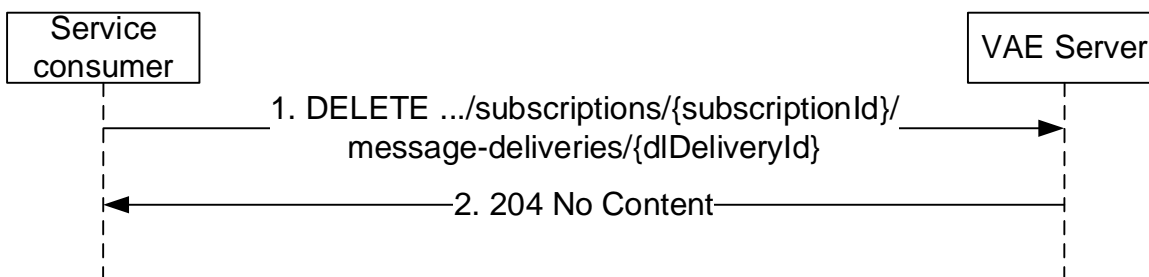 Service
consumer
VAE Server
1. DELETE .../subscriptions/{subscriptionId}/
message-deliveries/{dlDeliveryId}
2. 204 No Content